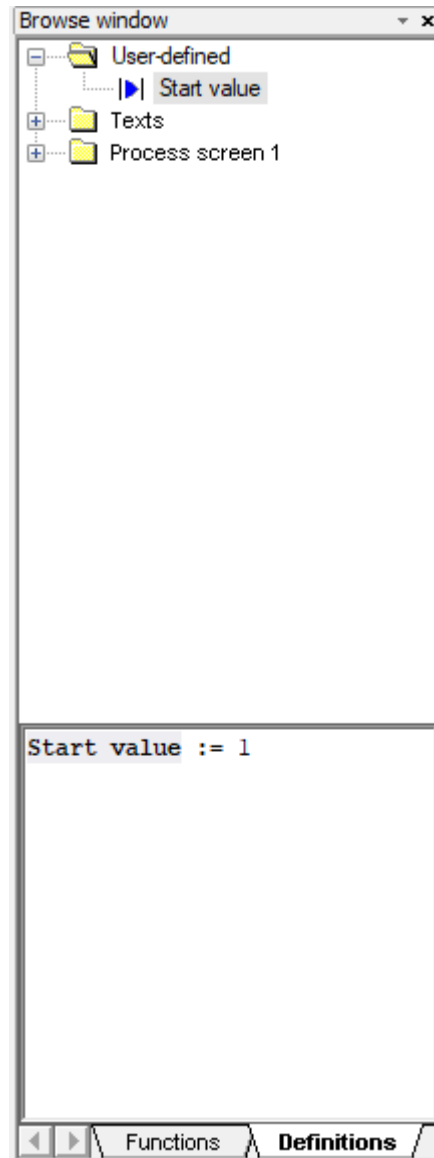 Browse window
User-defined
Start value
Texts
Process screen 1
Start value := 1
Functions
Definitions